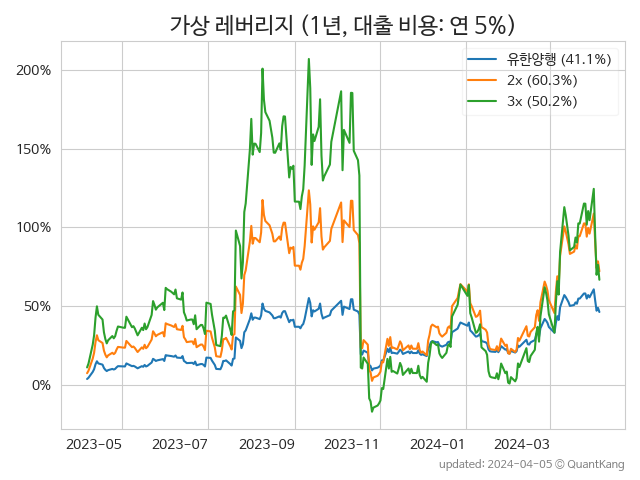 가상 레버리지 (1년, 대출 비용: 연 5%)
유한양행 (41.1%)
2x (60.3%)
3x (50.2%)
200%
150%
100%
50%
0%
2023-05 2023-07 2023-09 2023-11 2024-01 2024-03
updated: 2024-04-05 © QuantKang